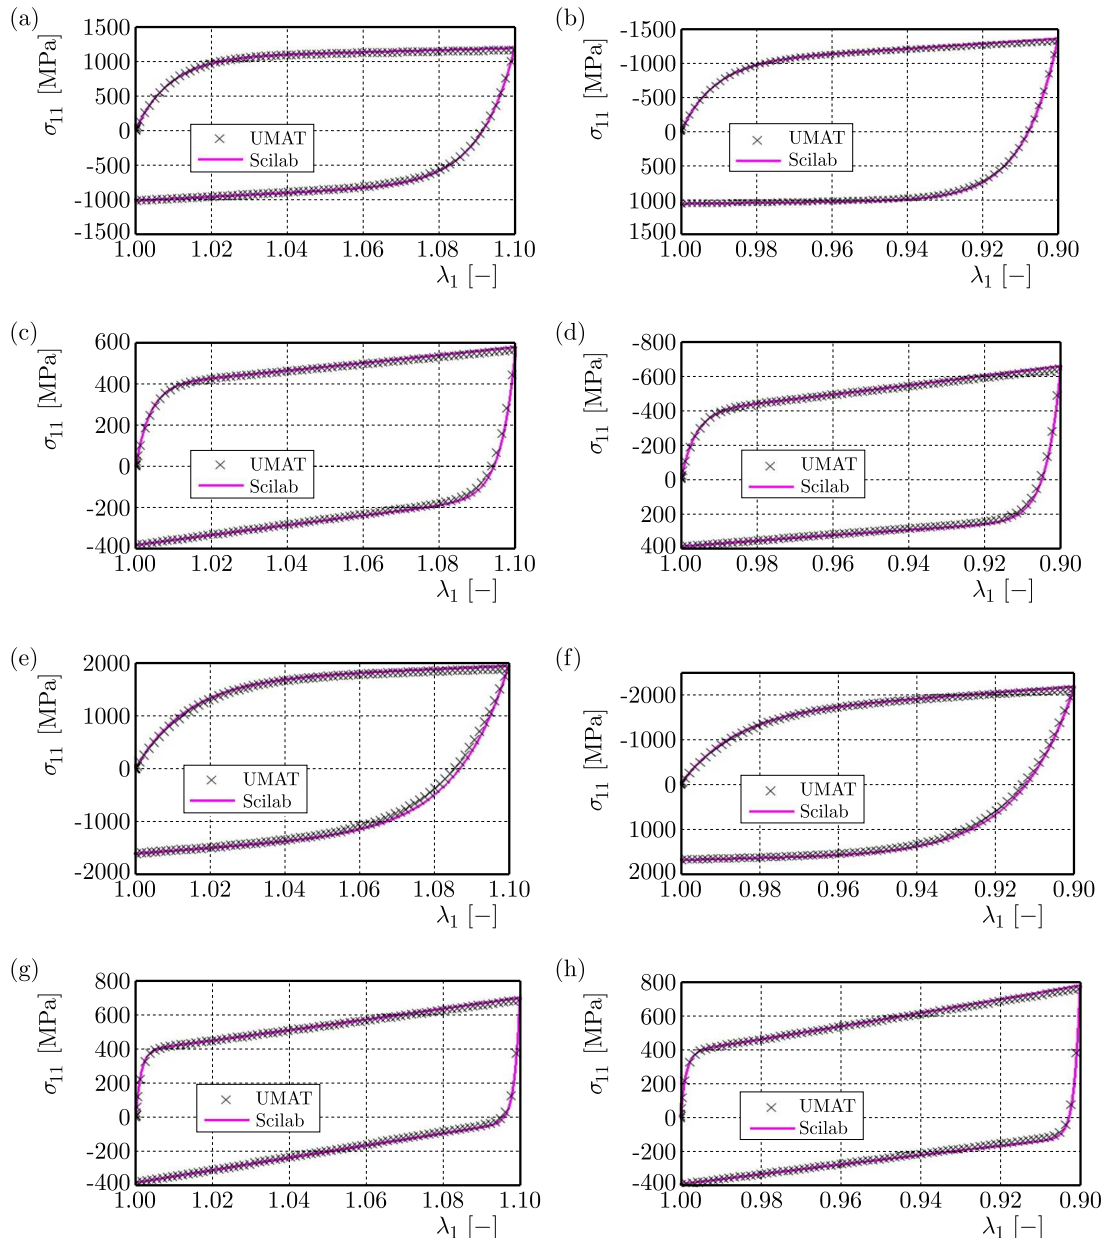 (a)
σ11 [MPa]
1500
1000
500
0
-500
-1000
-1500
1.00 1.02 1.04 1.06 1.08 1.10
λ1 [−]
UMAT
Scilab
(b)
σ11 [MPa]
-1500
-1000
-500
0
500
1000
1500
1.00 0.98 0.96 0.94 0.92 0.90
λ1 [−]
UMAT
Scilab
(c)
σ11 [MPa]
600
400
200
0
-200
-400
1.00 1.02 1.04 1.06 1.08 1.10
λ1 [−]
UMAT
Scilab
(d)
σ11 [MPa]
-800
-600
-400
-200
0
200
400
1.00 0.98 0.96 0.94 0.92 0.90
λ1 [−]
UMAT
Scilab
(e)
σ11 [MPa]
2000
1000
0
-1000
-2000
1.00 1.02 1.04 1.06 1.08 1.10
λ1 [−]
UMAT
Scilab
(f)
σ11 [MPa]
-2000
-1000
0
1000
2000
1.00 0.98 0.96 0.94 0.92 0.90
λ1 [−]
UMAT
Scilab
(g)
σ11 [MPa]
800
600
400
200
0
-200
-400
1.00 1.02 1.04 1.06 1.08 1.10
λ1 [−]
UMAT
Scilab
(h)
σ11 [MPa]
800
600
400
200
0
-200
-400
1.00 0.98 0.96 0.94 0.92 0.90
λ1 [−]
UMAT
Scilab